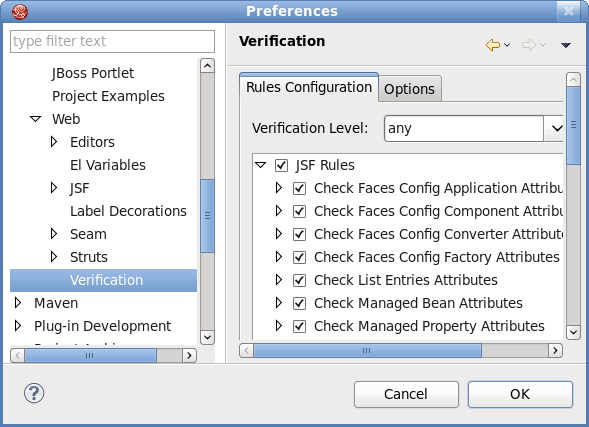 Preferences
type filter text
JBoss Portlet
Project Examples
Web
Editors
El Variables
JSF
Label Decorations
Seam
Struts
Verification
Maven
Plug-in Development
Verification
Rules Configuration
Options
Verification Level:
any
JSF Rules
Check Faces Config Application Attribu
Check Faces Config Component Attribu
Check Faces Config Converter Attribute
Check Faces Config Factory Attributes
Check List Entries Attributes
Check Managed Bean Attributes
Check Managed Property Attributes
?
Cancel
OK